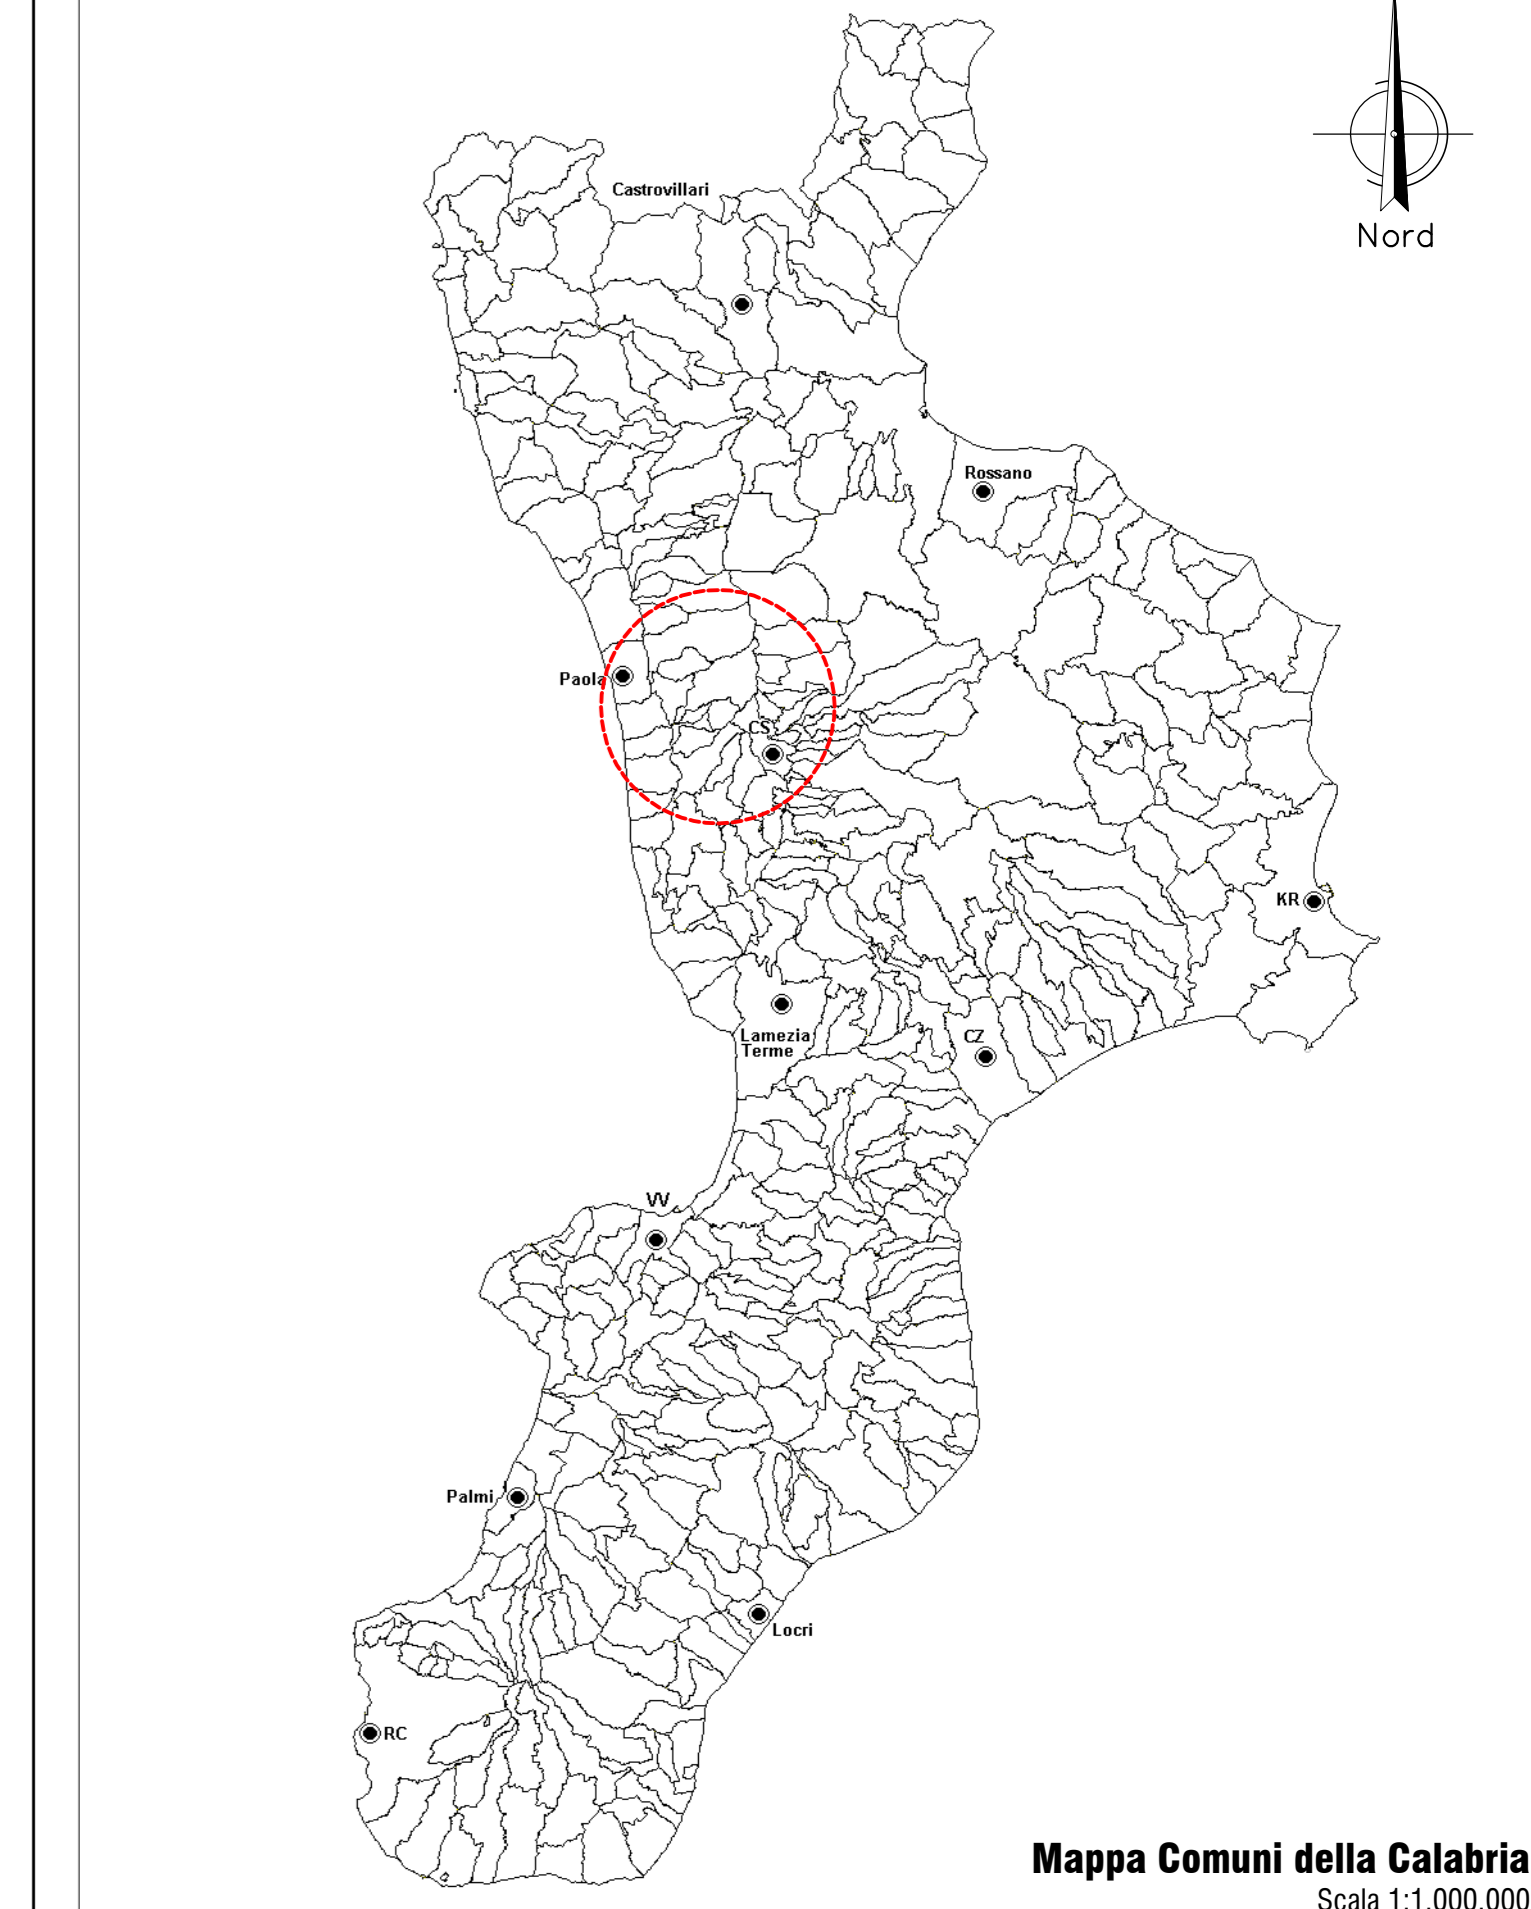 Castrovillari
Nord
Rossano
Paola
CS
KR
Lamezia
Terme
CZ
VV
Palmi
Locri
RC
Mappa Comuni della Calabria
Scala 1:1.000.000